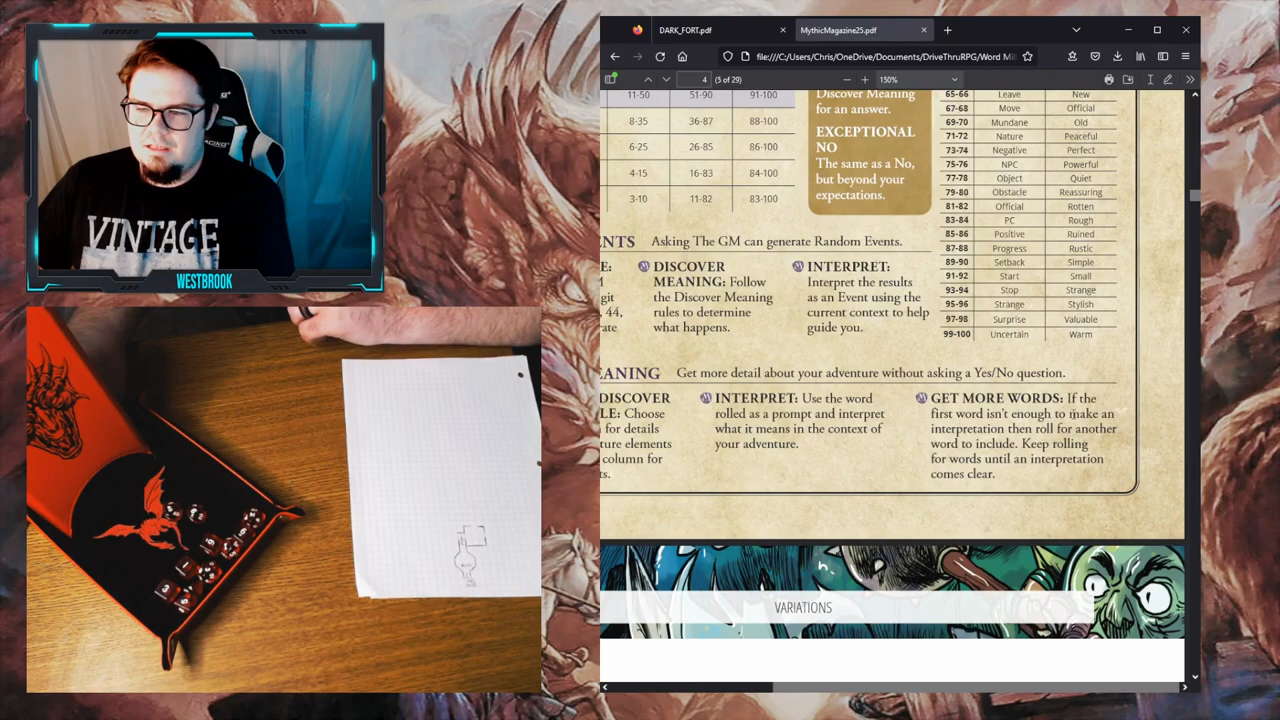 VINTAGE
WESTBROOK
DARK_FORT.pdf
MythicMagazine25.pdf
file:///C:/Users/Chris/OneDrive/Documents/DriveThruRPG/Word Mi
4
(5 of 29)
150%
11-50 51-90 91-100
8-35 36-87 88-100
6-25 26-85 86-100
4-15 16-83 84-100
3-10 11-82 83-100
Discover Meaning
for an answer.
EXCEPTIONAL
NO
The same as a No,
but beyond your
expectations.
65-66 Leave New
67-68 Move Official
69-70 Mundane Old
71-72 Nature Peaceful
73-74 Negative Perfect
75-76 NPC Powerful
77-78 Object Quiet
79-80 Obstacle Reassuring
81-82 Official Rotten
83-84 PC Rough
85-86 Positive Ruined
87-88 Progress Rustic
89-90 Setback Simple
91-92 Start Small
93-94 Stop Strange
95-96 Strange Stylish
97-98 Surprise Valuable
99-100 Uncertain Warm
ENTS Asking The GM can generate Random Events.
E:
M
git
, 44,
rate
DISCOVER
MEANING: Follow
the Discover Meaning
rules to determine
what happens.
INTERPRET:
Interpret the results
as an Event using the
current context to help
guide you.
EANING Get more detail about your adventure without asking a Yes/No question.
DISCOVER
LE: Choose
for details
ture elements
column for
ts.
INTERPRET: Use the word
rolled as a prompt and interpret
what it means in the context of
your adventure.
GET MORE WORDS: If the
first word isn't enough to make an
interpretation then roll for another
word to include. Keep rolling
for words until an interpretation
comes clear.
VARIATIONS